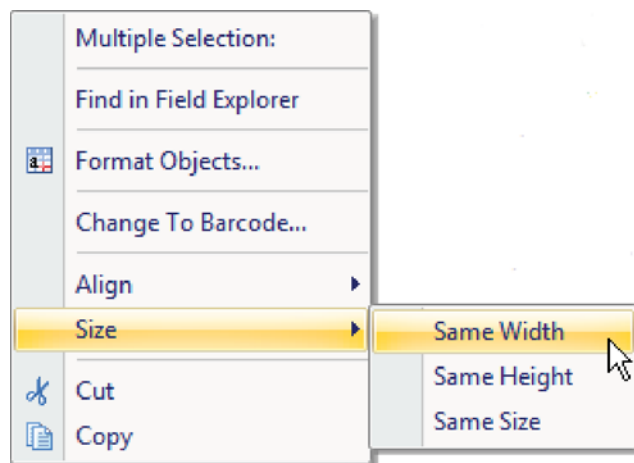 Multiple Selection:
Find in Field Explorer
Format Objects...
Change To Barcode...
Align
Size
Same Width
Same Height
Same Size
Cut
Copy